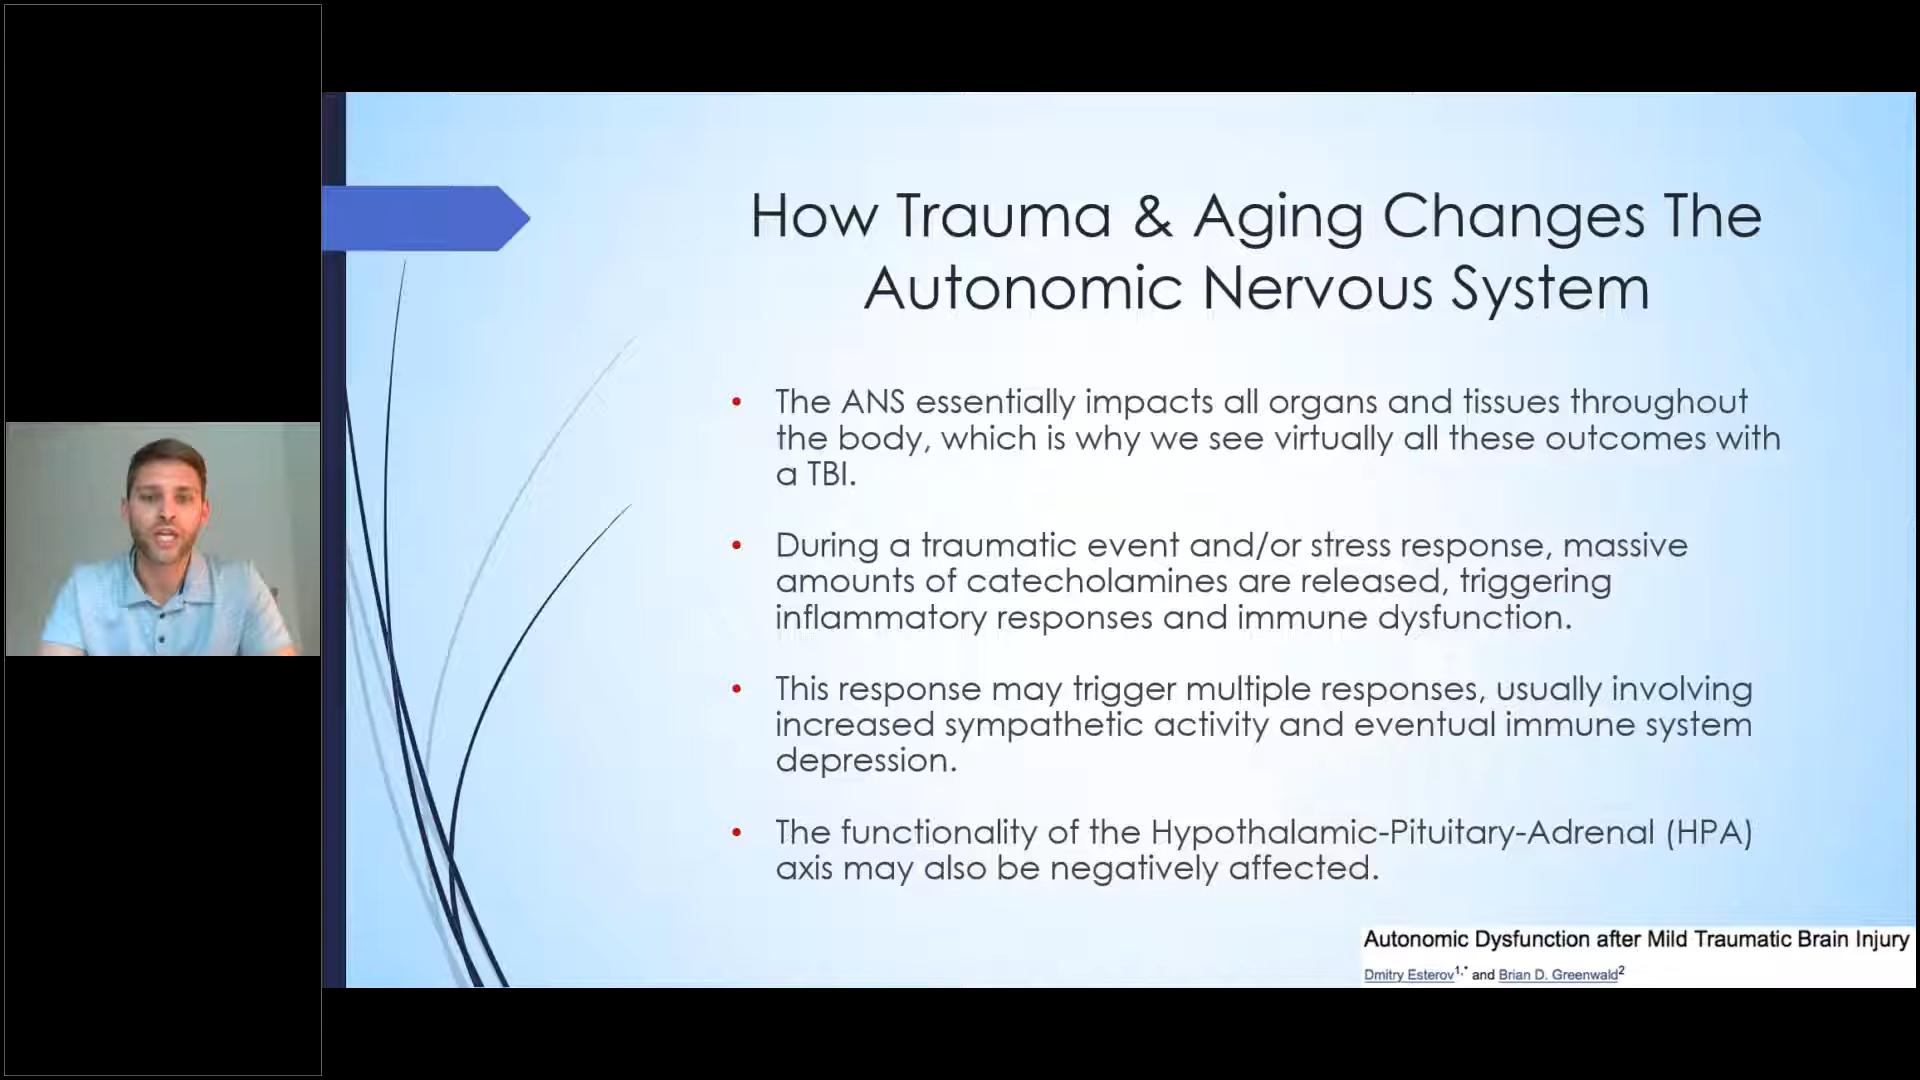 How Trauma & Aging Changes The
Autonomic Nervous System
• The ANS essentially impacts all organs and tissues throughout
the body, which is why we see virtually all these outcomes with
a TBI.
• During a traumatic event and/or stress response, massive
amounts of catecholamines are released, triggering
inflammatory responses and immune dysfunction.
• This response may trigger multiple responses, usually involving
increased sympathetic activity and eventual immune system
depression.
• The functionality of the Hypothalamic-Pituitary-Adrenal (HPA)
axis may also be negatively affected.
Autonomic Dysfunction after Mild Traumatic Brain Injury
Dmitry Esterov1,* and Brian D. Greenwald2